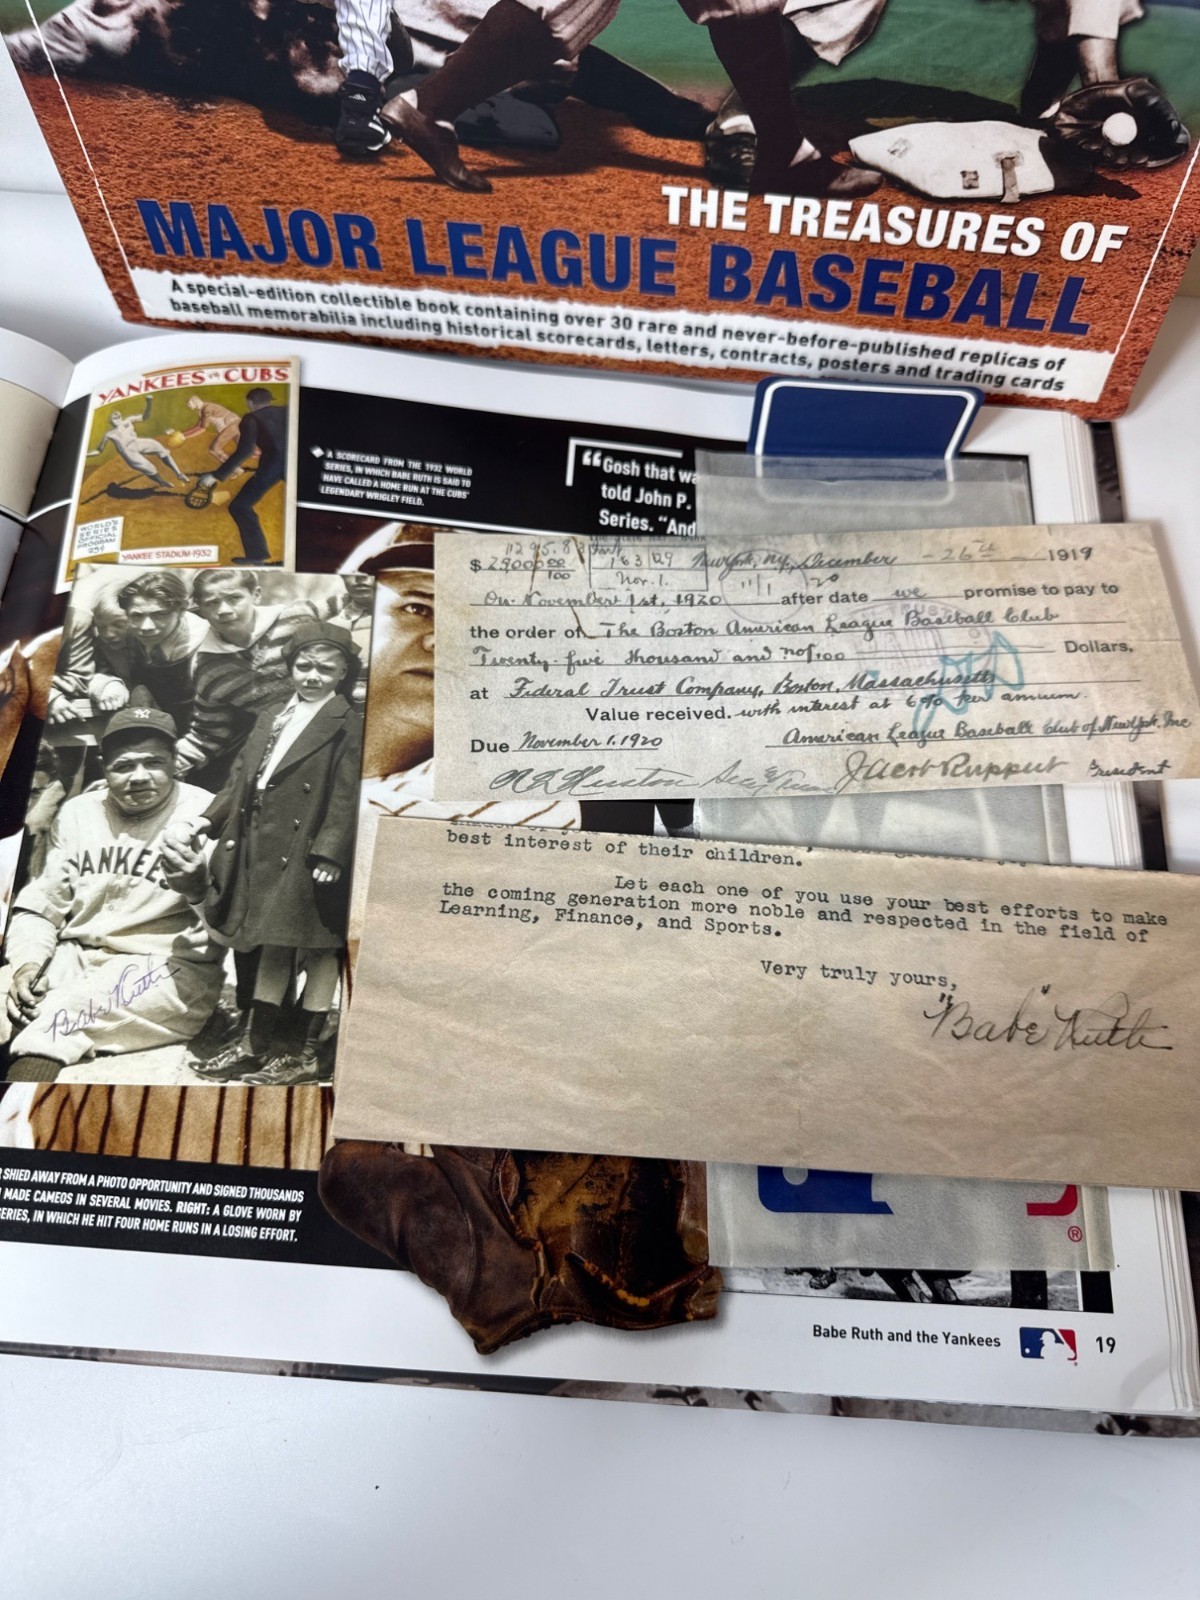 THE TREASURES OF
MAJOR LEAGUE BASEBALL
A special-edition collectible book containing over 30 rare and never-before-published replicas of
baseball memorabilia including historical scorecards, letters, contracts, posters and trading cards
YANKEES vs CUBS
WORLD'S
SERIES
OFFICIAL
PROGRAM
25¢
YANKEE STADIUM-1932
A SCORECARD FROM THE 1932 WORLD
SERIES, IN WHICH BABE RUTH IS SAID TO
HAVE CALLED A HOME RUN AT THE CUBS'
LEGENDARY WRIGLEY FIELD.
“Gosh that wa
told John P.
Series. “And
$ 25000 00/100
163129
Nov. 1.
New York, N.Y., December - 26th 1919
11/1 20
On November 1st, 1920 after date we promise to pay to
the order of The Boston American League Baseball Club
Twenty-five thousand and no/100 Dollars,
at Federal Trust Company, Boston, Massachusetts
Value received. with interest at 6% per annum.
Due November 1. 1920 American League Baseball Club of New York. Inc
T L Huston Jacob Ruppert President
best interest of their children.
Let each one of you use your best efforts to make
the coming generation more noble and respected in the field of
Learning, Finance, and Sports.
Very truly yours,
"Babe" Ruth
YANKEES
Babe Ruth
SHIED AWAY FROM A PHOTO OPPORTUNITY AND SIGNED THOUSANDS
MADE CAMEOS IN SEVERAL MOVIES. RIGHT: A GLOVE WORN BY
SERIES, IN WHICH HE HIT FOUR HOME RUNS IN A LOSING EFFORT.
®
Babe Ruth and the Yankees 19